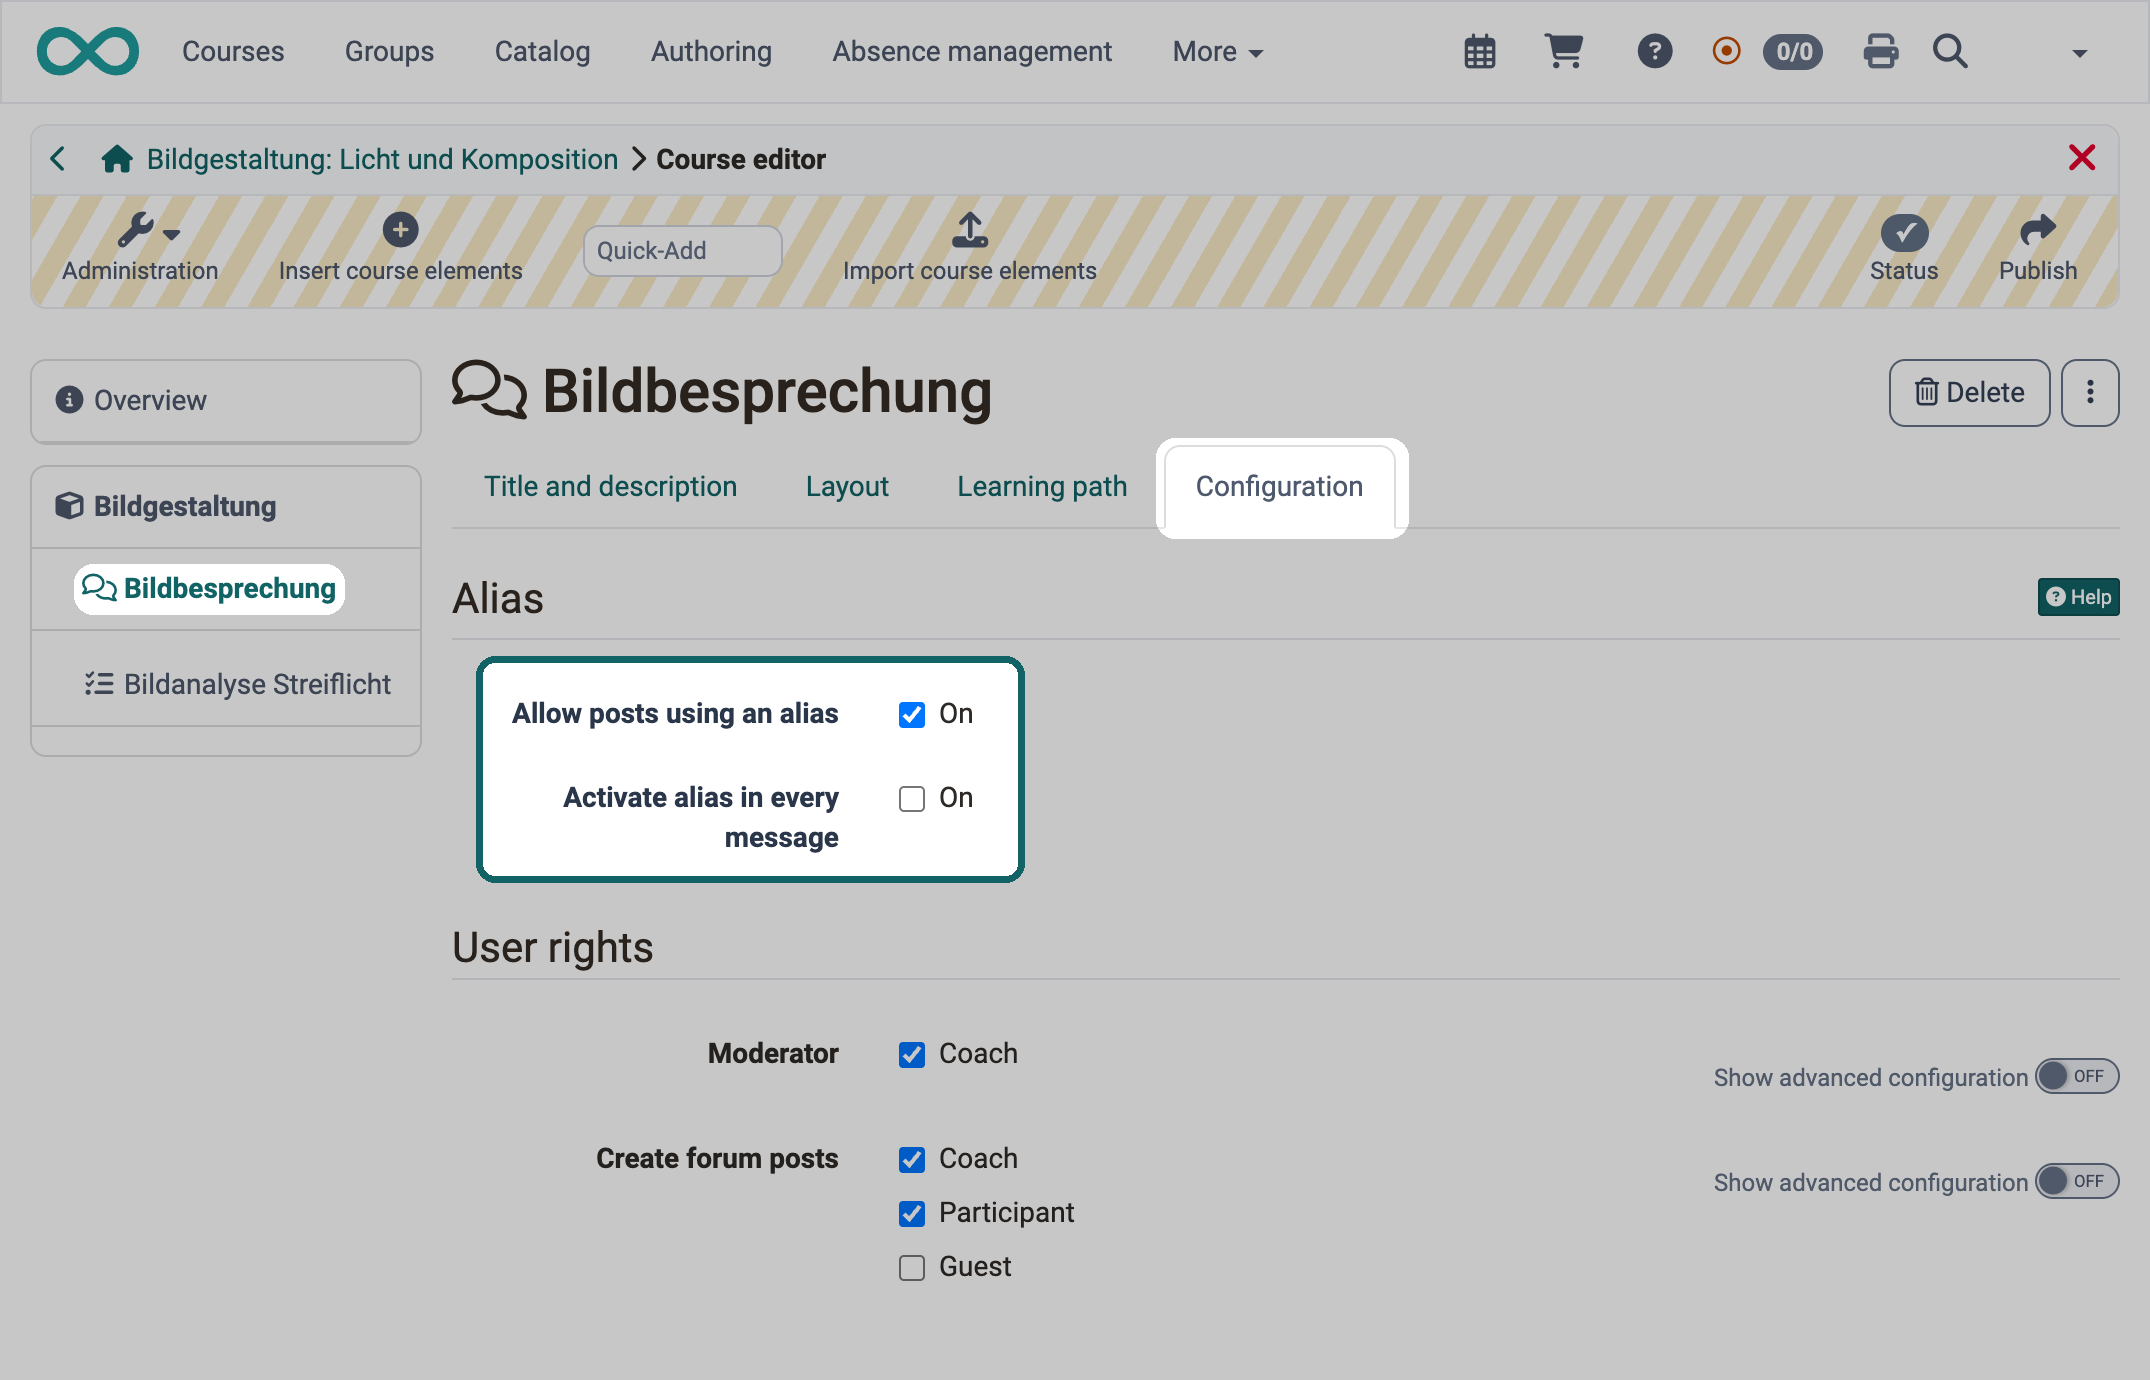 Courses Groups Catalog Authoring Absence management More 0/0
Bildgestaltung: Licht und Komposition Course editor
Administration Insert course elements Quick-Add Import course elements Status Publish
Overview
Bildgestaltung
Bildbesprechung
Bildanalyse Streiflicht
Bildbesprechung
Delete
Title and description Layout Learning path Configuration
Alias
Help
Allow posts using an alias On
Activate alias in every On
message
User rights
Moderator Coach
Show advanced configuration OFF
Create forum posts Coach
Show advanced configuration OFF
Participant
Guest